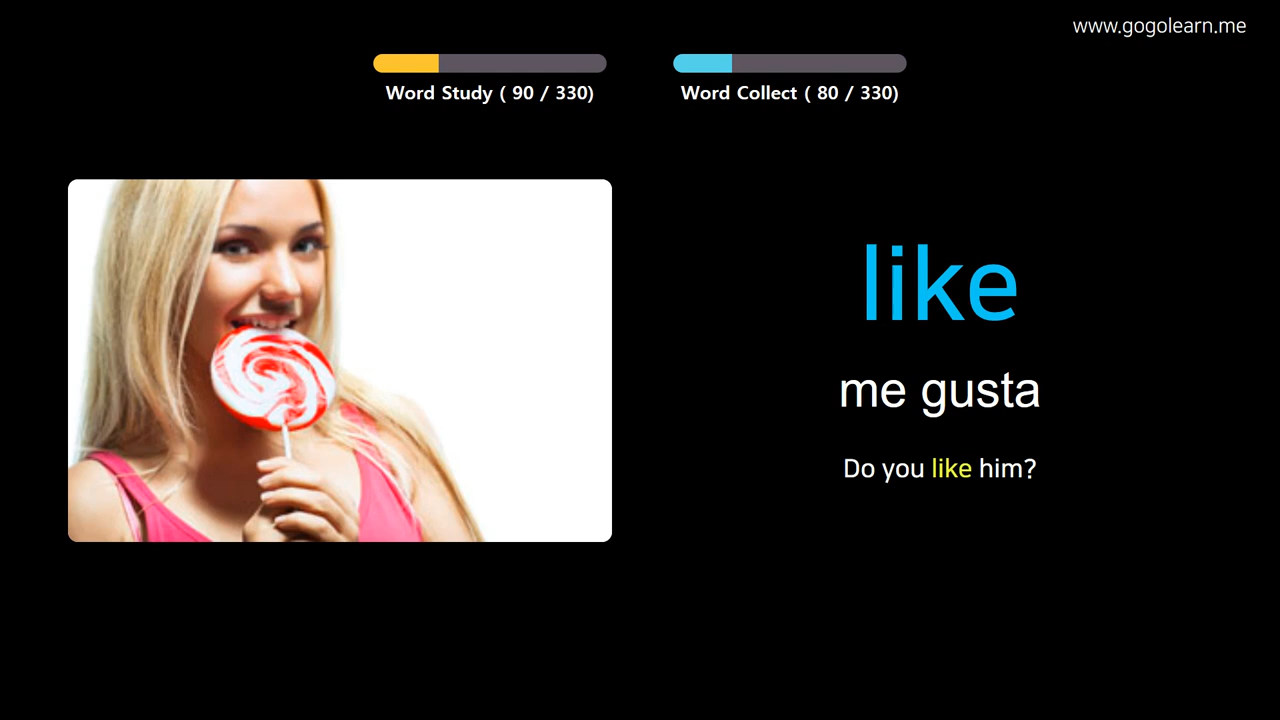 www.gogolearn.me
Word Study ( 90 / 330)
Word Collect ( 80 / 330)
like
me gusta
Do you like him?